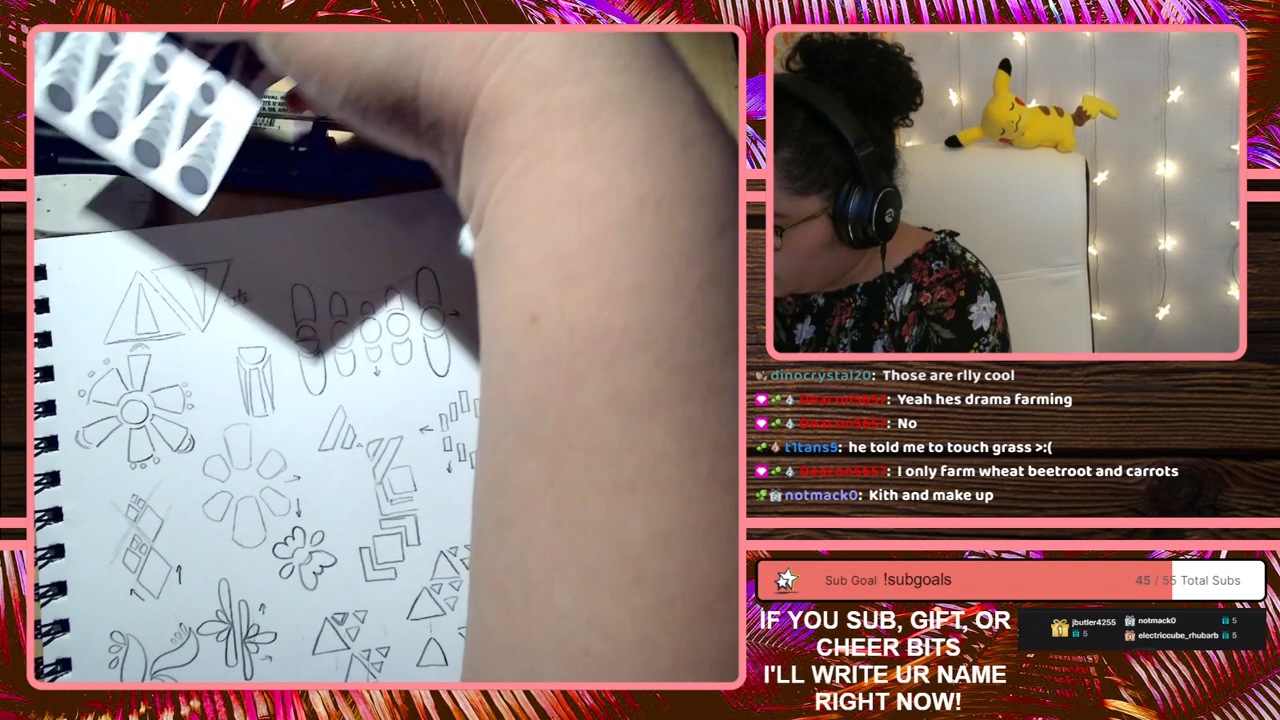 dinocrystal20: Those are rlly cool
Deacon5657: Yeah hes drama farming
Deacon5657: No
t1tans5: he told me to touch grass >:(
Deacon5657: I only farm wheat beetroot and carrots
notmack0: Kith and make up
Sub Goal !subgoals 45 / 55 Total Subs
IF YOU SUB, GIFT, OR
CHEER BITS
I'LL WRITE UR NAME
RIGHT NOW!
1 jbutler4255 5
notmack0 5
electriccube_rhubarb 5